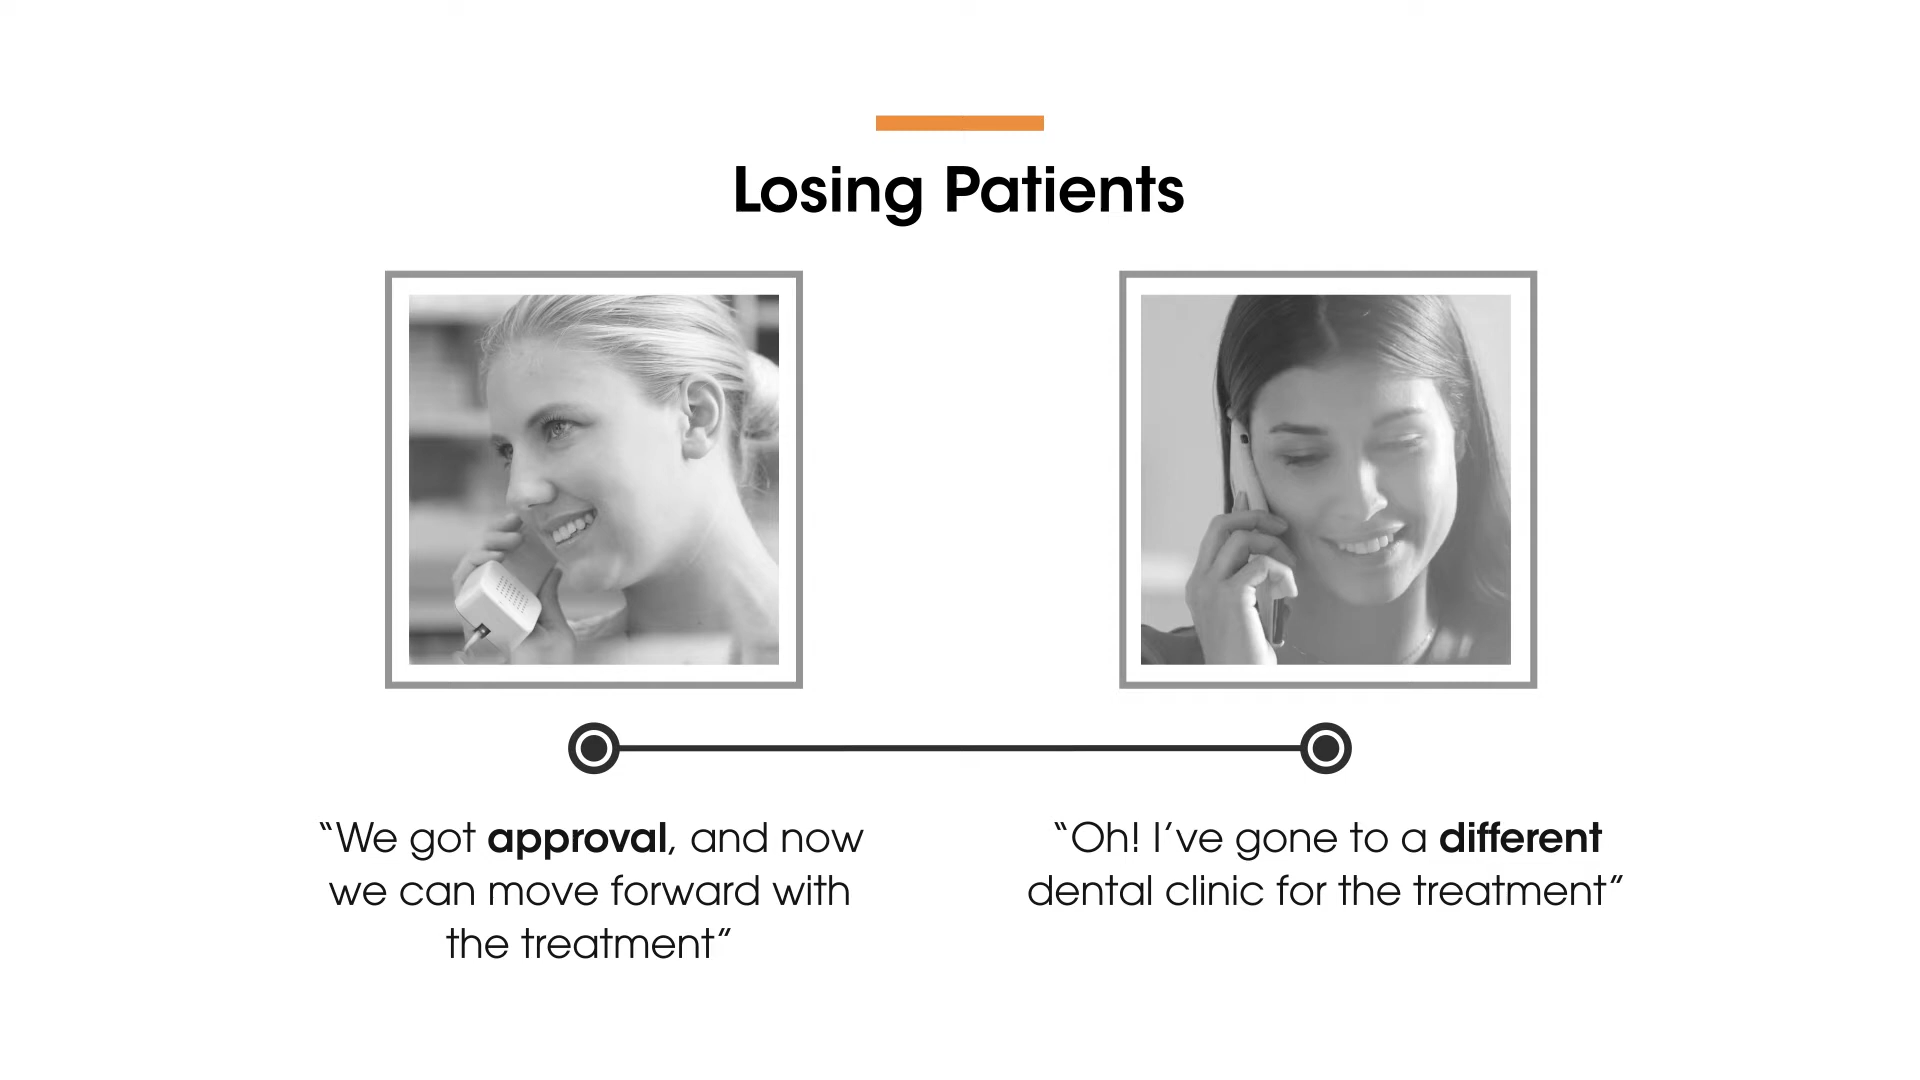 Losing Patients
“We got approval, and now
we can move forward with
the treatment”
“Oh! I’ve gone to a different
dental clinic for the treatment”